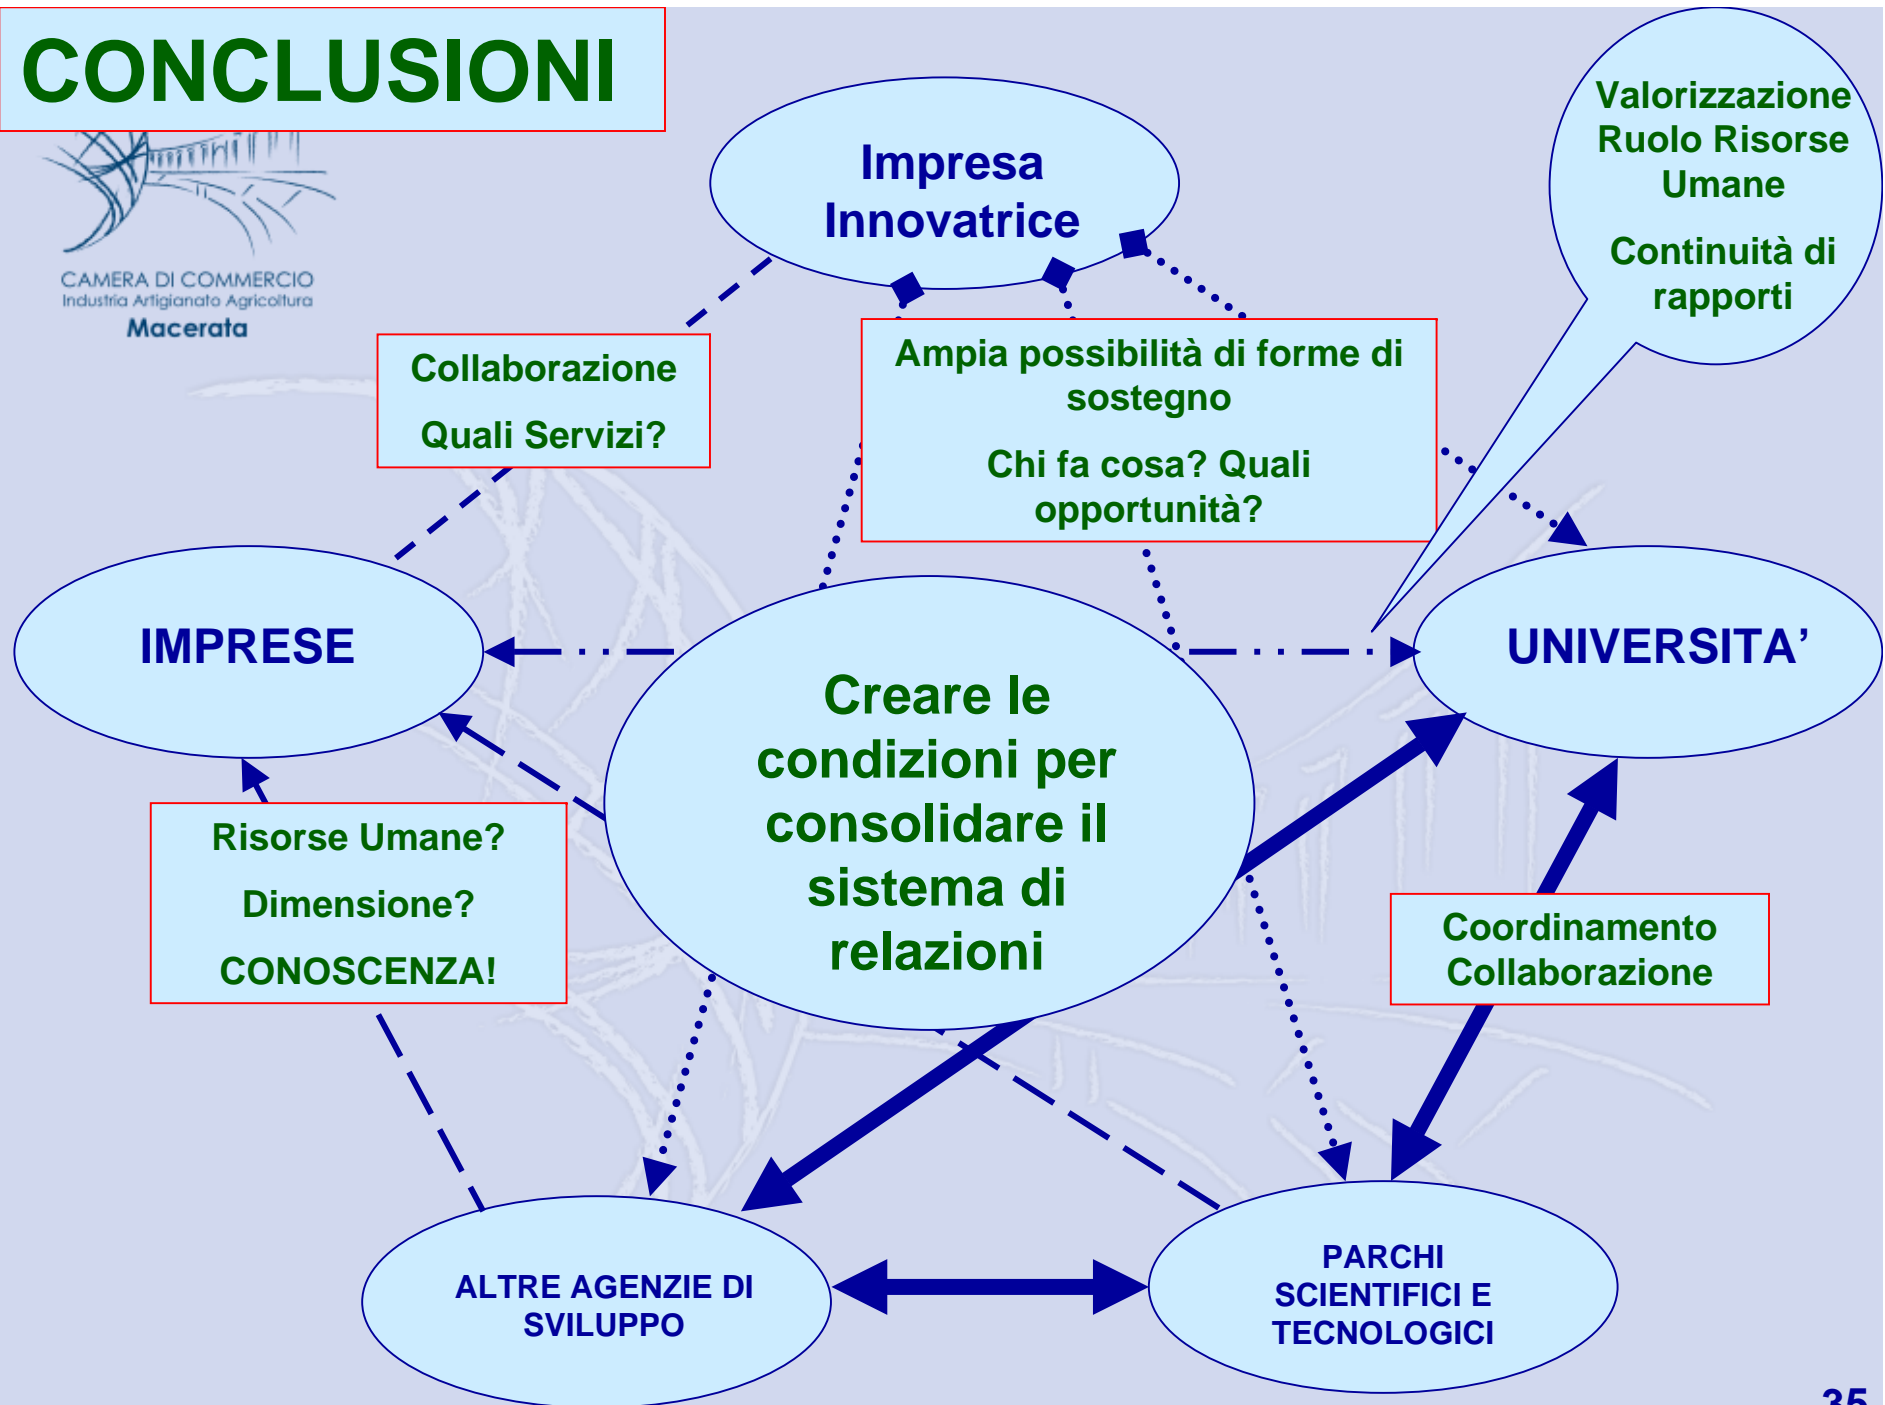 CONCLUSIONI
CAMERA DI COMMERCIO
Industria Artigianato Agricoltura
Macerata
Impresa
Innovatrice
Valorizzazione
Ruolo Risorse
Umane
Continuità di
rapporti
Collaborazione
Quali Servizi?
Ampia possibilità di forme di
sostegno
Chi fa cosa? Quali
opportunità?
IMPRESE
UNIVERSITA’
Creare le
condizioni per
consolidare il
sistema di
relazioni
Risorse Umane?
Dimensione?
CONOSCENZA!
Coordinamento
Collaborazione
ALTRE AGENZIE DI
SVILUPPO
PARCHI
SCIENTIFICI E
TECNOLOGICI
35